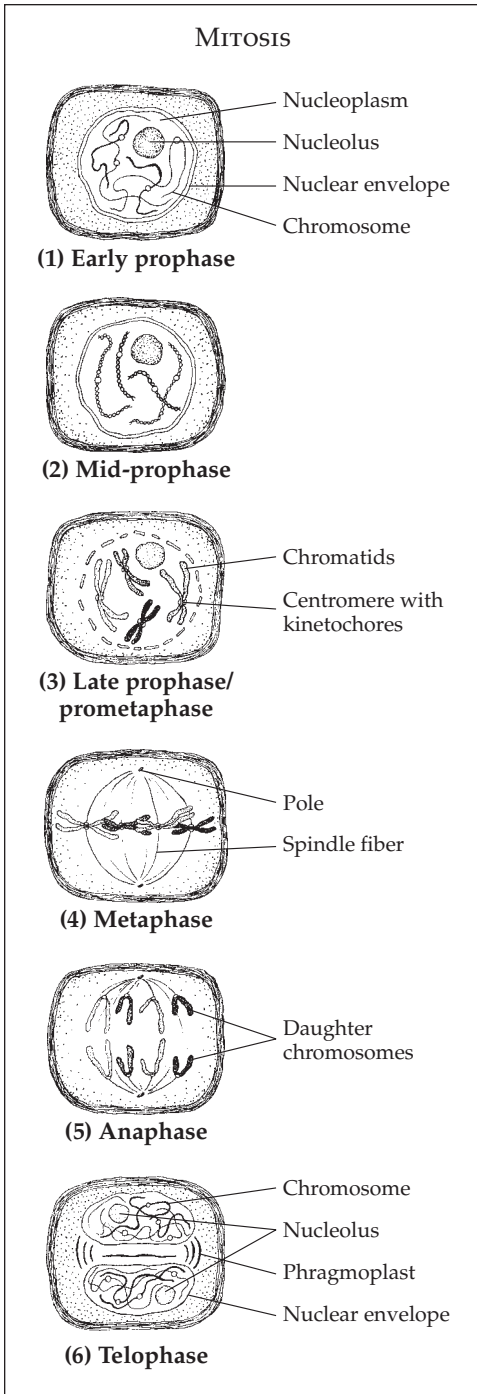 MITOSIS
Nucleoplasm
Nucleolus
Nuclear envelope
Chromosome
(1) Early prophase
(2) Mid-prophase
Chromatids
Centromere with
kinetochores
(3) Late prophase/
prometaphase
Pole
Spindle fiber
(4) Metaphase
Daughter
chromosomes
(5) Anaphase
Chromosome
Nucleolus
Phragmoplast
Nuclear envelope
(6) Telophase